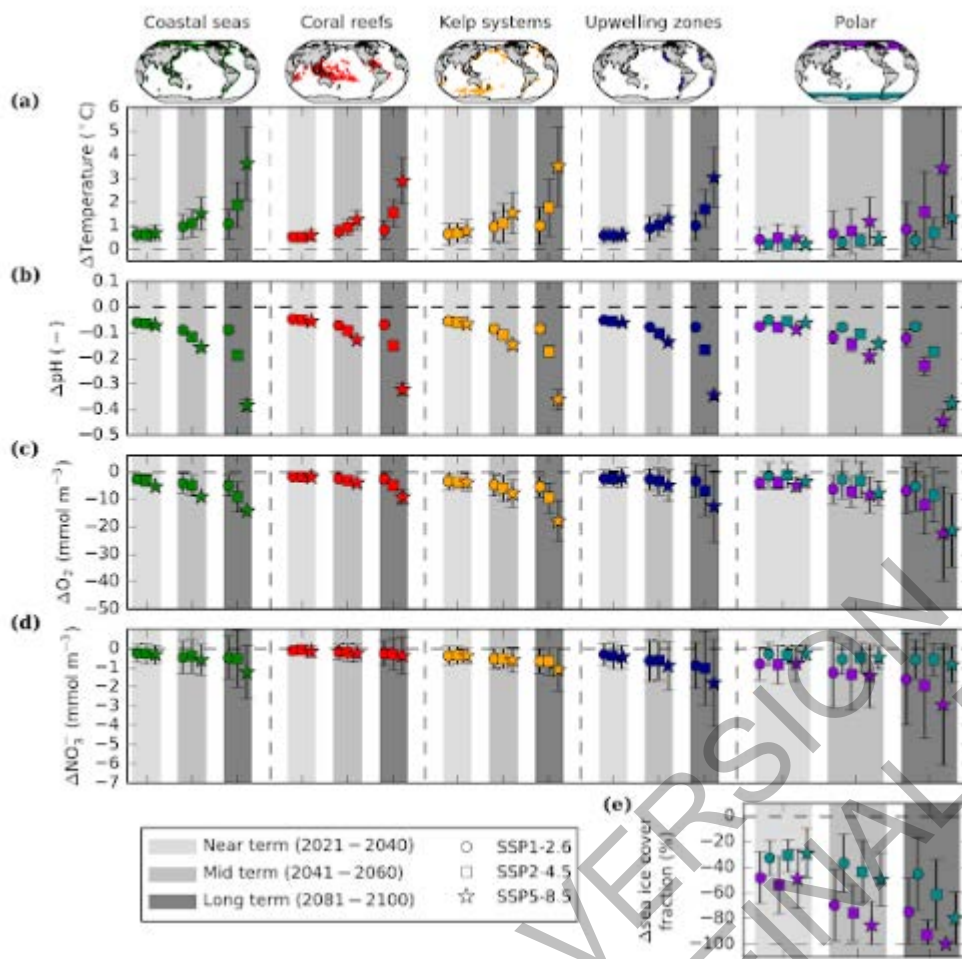 Coastal seas Coral reefs Kelp systems Upwelling zones Polar
(a)
ΔTemperature (°C)
6
5
4
3
2
1
0
(b)
ΔpH (−)
0.1
0.0
−0.1
−0.2
−0.3
−0.4
−0.5
(c)
ΔO₂ (mmol m⁻³)
0
−10
−20
−30
−40
−50
(d)
ΔNO₃⁻ (mmol m⁻³)
0
−1
−2
−3
−4
−5
−6
−7
(e)
Δsea ice cover
fraction (%)
0
−20
−40
−60
−80
−100
Near term (2021−2040) SSP1-2.6
Mid term (2041−2060) SSP2-4.5
Long term (2081−2100) SSP5-8.5
VERSION